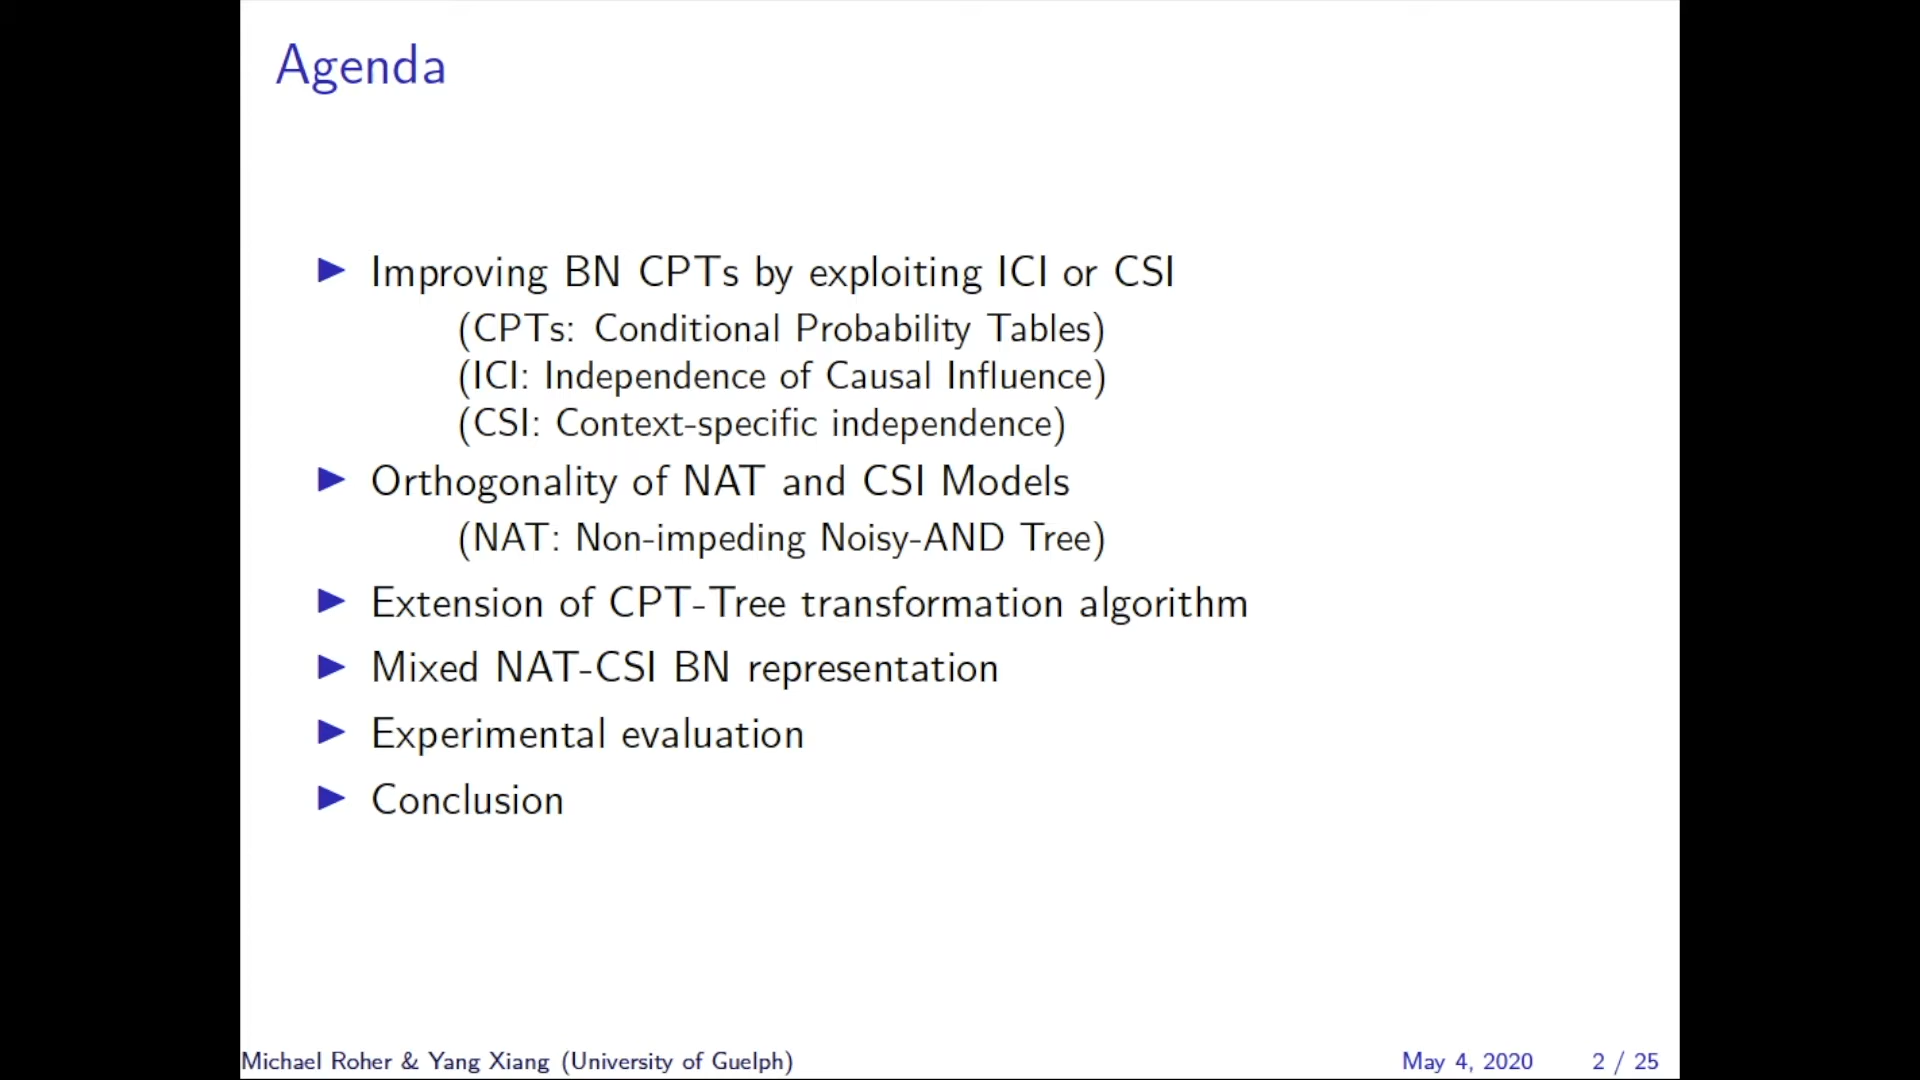 Agenda
Improving BN CPTs by exploiting ICI or CSI
(CPTs: Conditional Probability Tables)
(ICI: Independence of Causal Influence)
(CSI: Context-specific independence)
Orthogonality of NAT and CSI Models
(NAT: Non-impeding Noisy-AND Tree)
Extension of CPT-Tree transformation algorithm
Mixed NAT-CSI BN representation
Experimental evaluation
Conclusion
Michael Roher & Yang Xiang (University of Guelph) May 4, 2020 2 / 25